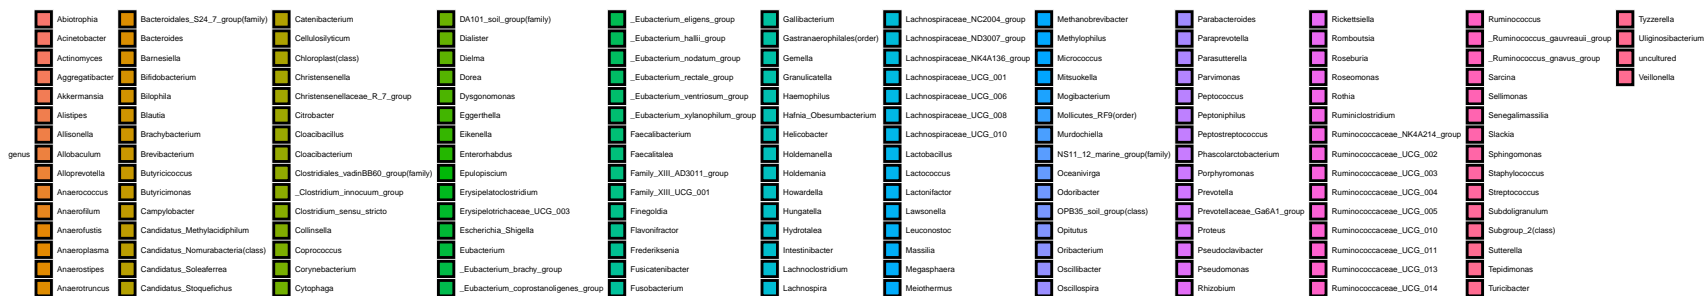 genus
Abiotrophia
Acinetobacter
Actinomyces
Aggregatibacter
Akkermansia
Alistipes
Allisonella
Allobaculum
Alloprevotella
Anaerococcus
Anaerofilum
Anaerofustis
Anaeroplasma
Anaerostipes
Anaerotruncus
Bacteroidales_S24_7_group(family)
Bacteroides
Barnesiella
Bifidobacterium
Bilophila
Blautia
Brachybacterium
Brevibacterium
Butyricicoccus
Butyricimonas
Campylobacter
Candidatus_Methylacidiphilum
Candidatus_Nomurabacteria(class)
Candidatus_Soleaferrea
Candidatus_Stoquefichus
Catenibacterium
Cellulosilyticum
Chloroplast(class)
Christensenella
Christensenellaceae_R_7_group
Citrobacter
Cloacibacillus
Cloacibacterium
Clostridiales_vadinBB60_group(family)
_Clostridium_innocuum_group
Clostridium_sensu_stricto
Collinsella
Coprococcus
Corynebacterium
Cytophaga
DA101_soil_group(family)
Dialister
Dielma
Dorea
Dysgonomonas
Eggerthella
Eikenella
Enterorhabdus
Epulopiscium
Erysipelatoclostridium
Erysipelotrichaceae_UCG_003
Escherichia_Shigella
Eubacterium
_Eubacterium_brachy_group
_Eubacterium_coprostanoligenes_group
_Eubacterium_eligens_group
_Eubacterium_hallii_group
_Eubacterium_nodatum_group
_Eubacterium_rectale_group
_Eubacterium_ventriosum_group
_Eubacterium_xylanophilum_group
Faecalibacterium
Faecalitalea
Family_XIII_AD3011_group
Family_XIII_UCG_001
Finegoldia
Flavonifractor
Frederiksenia
Fusicatenibacter
Fusobacterium
Gallibacterium
Gastranaerophilales(order)
Gemella
Granulicatella
Haemophilus
Hafnia_Obesumbacterium
Helicobacter
Holdemanella
Holdemania
Howardella
Hungatella
Hydrotalea
Intestinibacter
Lachnoclostridium
Lachnospira
Lachnospiraceae_NC2004_group
Lachnospiraceae_ND3007_group
Lachnospiraceae_NK4A136_group
Lachnospiraceae_UCG_001
Lachnospiraceae_UCG_006
Lachnospiraceae_UCG_008
Lachnospiraceae_UCG_010
Lactobacillus
Lactococcus
Lactonifactor
Lawsonella
Leuconostoc
Massilia
Megasphaera
Meiothermus
Methanobrevibacter
Methylophilus
Micrococcus
Mitsuokella
Mogibacterium
Mollicutes_RF9(order)
Murdochiella
NS11_12_marine_group(family)
Oceanivirga
Odoribacter
OPB35_soil_group(class)
Opitutus
Oribacterium
Oscillibacter
Oscillospira
Parabacteroides
Paraprevotella
Parasutterella
Parvimonas
Peptococcus
Peptoniphilus
Peptostreptococcus
Phascolarctobacterium
Porphyromonas
Prevotella
Prevotellaceae_Ga6A1_group
Proteus
Pseudoclavibacter
Pseudomonas
Rhizobium
Rickettsiella
Romboutsia
Roseburia
Roseomonas
Rothia
Ruminiclostridium
Ruminococcaceae_NK4A214_group
Ruminococcaceae_UCG_002
Ruminococcaceae_UCG_003
Ruminococcaceae_UCG_004
Ruminococcaceae_UCG_005
Ruminococcaceae_UCG_010
Ruminococcaceae_UCG_011
Ruminococcaceae_UCG_013
Ruminococcaceae_UCG_014
Ruminococcus
_Ruminococcus_gauvreauii_group
_Ruminococcus_gnavus_group
Sarcina
Sellimonas
Senegalimassilia
Slackia
Sphingomonas
Staphylococcus
Streptococcus
Subdoligranulum
Subgroup_2(class)
Sutterella
Tepidimonas
Turicibacter
Tyzzerella
Uliginosibacterium
uncultured
Veillonella